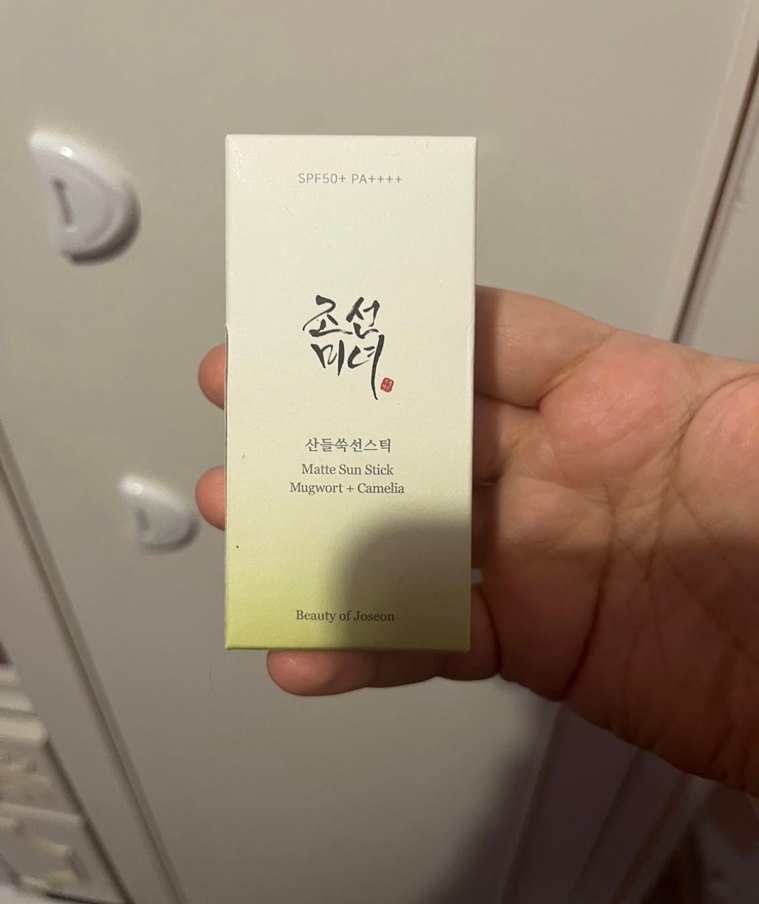 SPF50+ PA++++
조선
미녀
산들쑥선스틱
Matte Sun Stick
Mugwort + Camelia
Beauty of Joseon